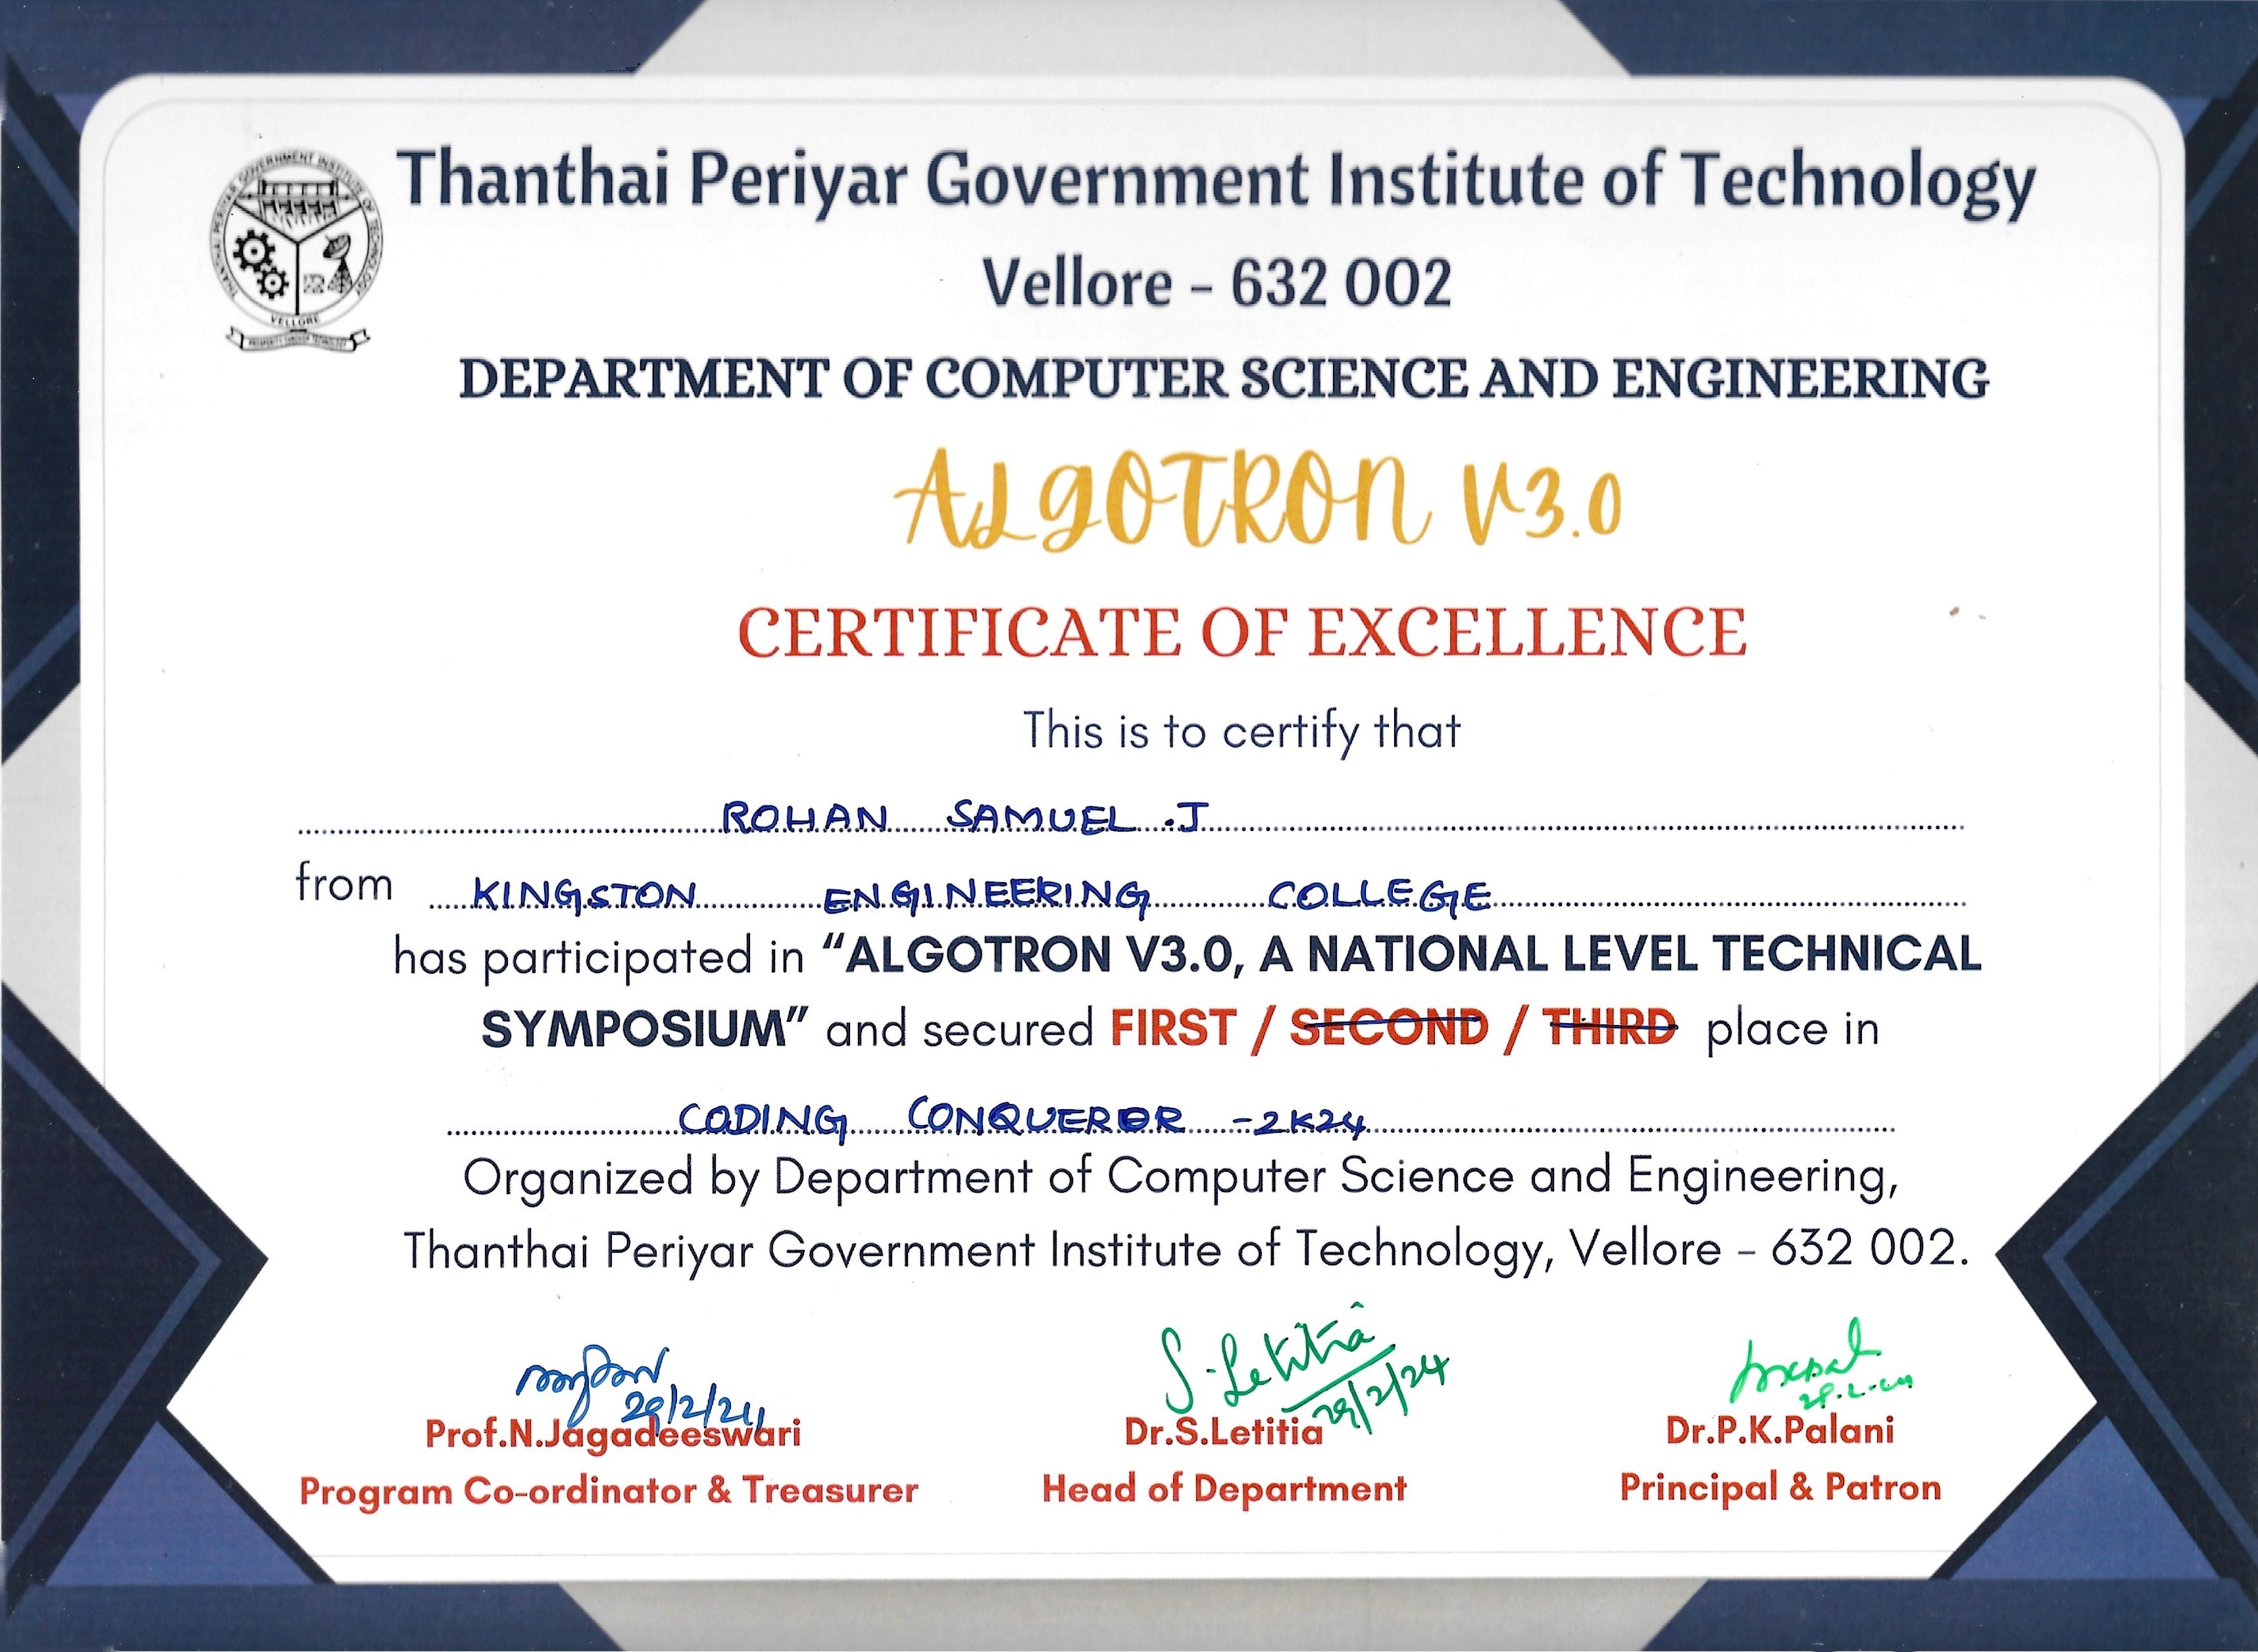 THANTHAI PERIYAR GOVERNMENT INSTITUTE OF TECHNOLOGY
VELLORE
Thanthai Periyar Government Institute of Technology
Vellore - 632 002
DEPARTMENT OF COMPUTER SCIENCE AND ENGINEERING
ALGOTRON V3.0
CERTIFICATE OF EXCELLENCE
This is to certify that
ROHAN SAMUEL .J
from KINGSTON ENGINEERING COLLEGE
has participated in “ALGOTRON V3.0, A NATIONAL LEVEL TECHNICAL
SYMPOSIUM” and secured FIRST / SECOND / THIRD place in
CODING CONQUEROR -2K24
Organized by Department of Computer Science and Engineering,
Thanthai Periyar Government Institute of Technology, Vellore - 632 002.
29/2/24
S.Letitia
29/2/24
Prof.N.Jagadeeswari
Dr.S.Letitia
Dr.P.K.Palani
Program Co-ordinator & Treasurer
Head of Department
Principal & Patron